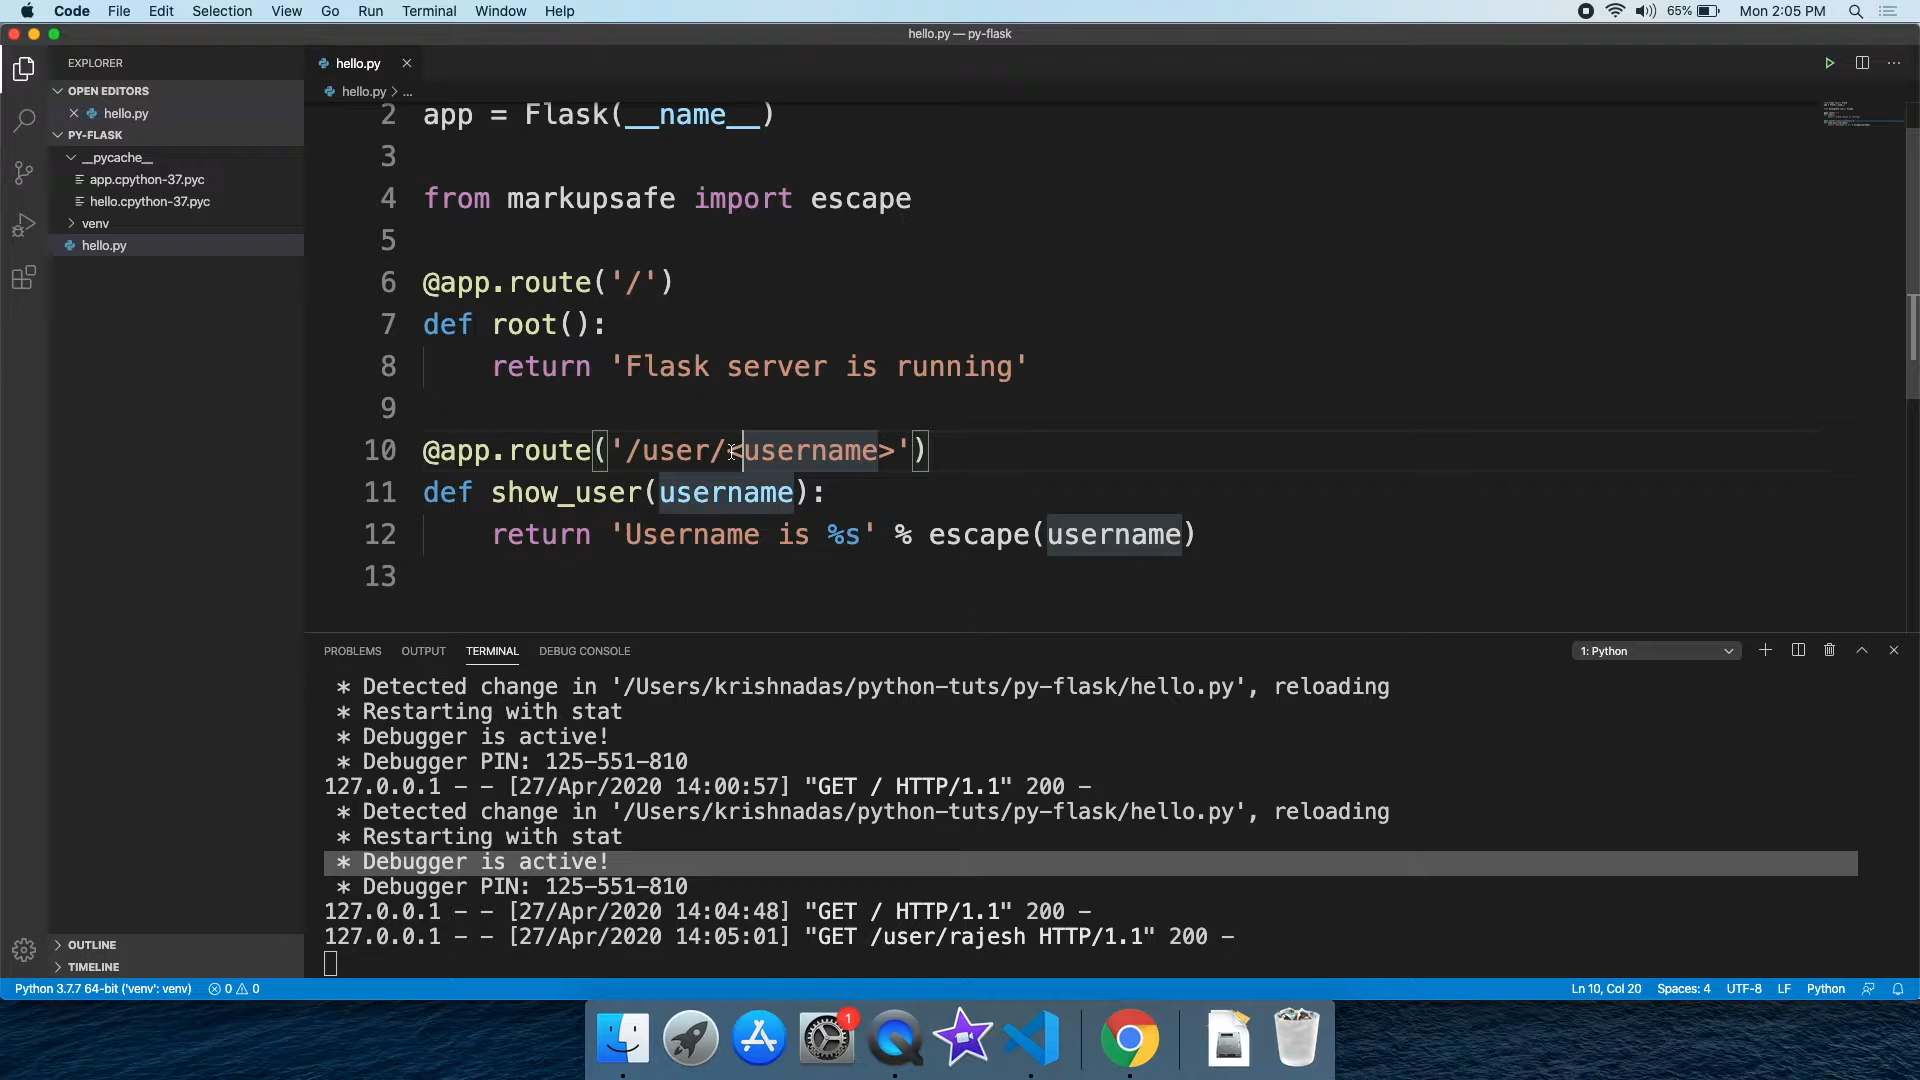 Code File Edit Selection View Go Run Terminal Window Help 65% Mon 2:05 PM
hello.py — py-flask
EXPLORER
OPEN EDITORS
hello.py
PY-FLASK
__pycache__
app.cpython-37.pyc
hello.cpython-37.pyc
venv
hello.py
OUTLINE
TIMELINE
hello.py
hello.py > ...
2 app = Flask(__name__)
3
4 from markupsafe import escape
5
6 @app.route('/')
7 def root():
8 return 'Flask server is running'
9
10 @app.route('/user/<username>')
11 def show_user(username):
12 return 'Username is %s' % escape(username)
13
PROBLEMS OUTPUT TERMINAL DEBUG CONSOLE 1: Python
* Detected change in '/Users/krishnadas/python-tuts/py-flask/hello.py', reloading
* Restarting with stat
* Debugger is active!
* Debugger PIN: 125-551-810
127.0.0.1 - - [27/Apr/2020 14:00:57] "GET / HTTP/1.1" 200 -
* Detected change in '/Users/krishnadas/python-tuts/py-flask/hello.py', reloading
* Restarting with stat
* Debugger is active!
* Debugger PIN: 125-551-810
127.0.0.1 - - [27/Apr/2020 14:04:48] "GET / HTTP/1.1" 200 -
127.0.0.1 - - [27/Apr/2020 14:05:01] "GET /user/rajesh HTTP/1.1" 200 -
Python 3.7.7 64-bit ('venv': venv) 0 0 Ln 10, Col 20 Spaces: 4 UTF-8 LF Python
1